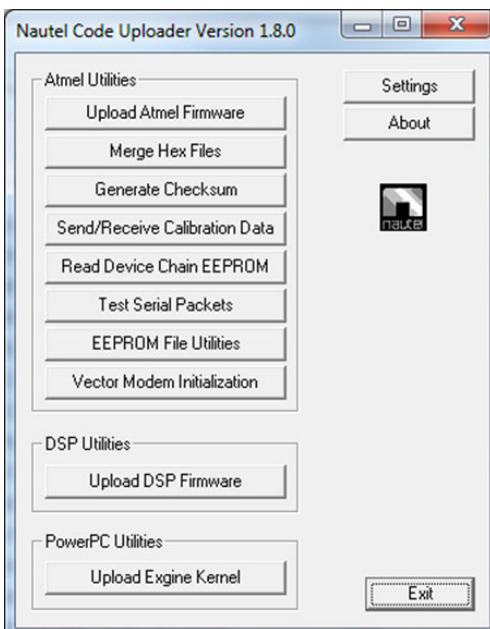 Nautel Code Uploader Version 1.8.0
Atmel Utilities
Upload Atmel Firmware
Merge Hex Files
Generate Checksum
Send/Receive Calibration Data
Read Device Chain EEPROM
Test Serial Packets
EEPROM File Utilities
Vector Modem Initialization
DSP Utilities
Upload DSP Firmware
PowerPC Utilities
Upload Exgine Kernel
Settings
About
nautel
Exit